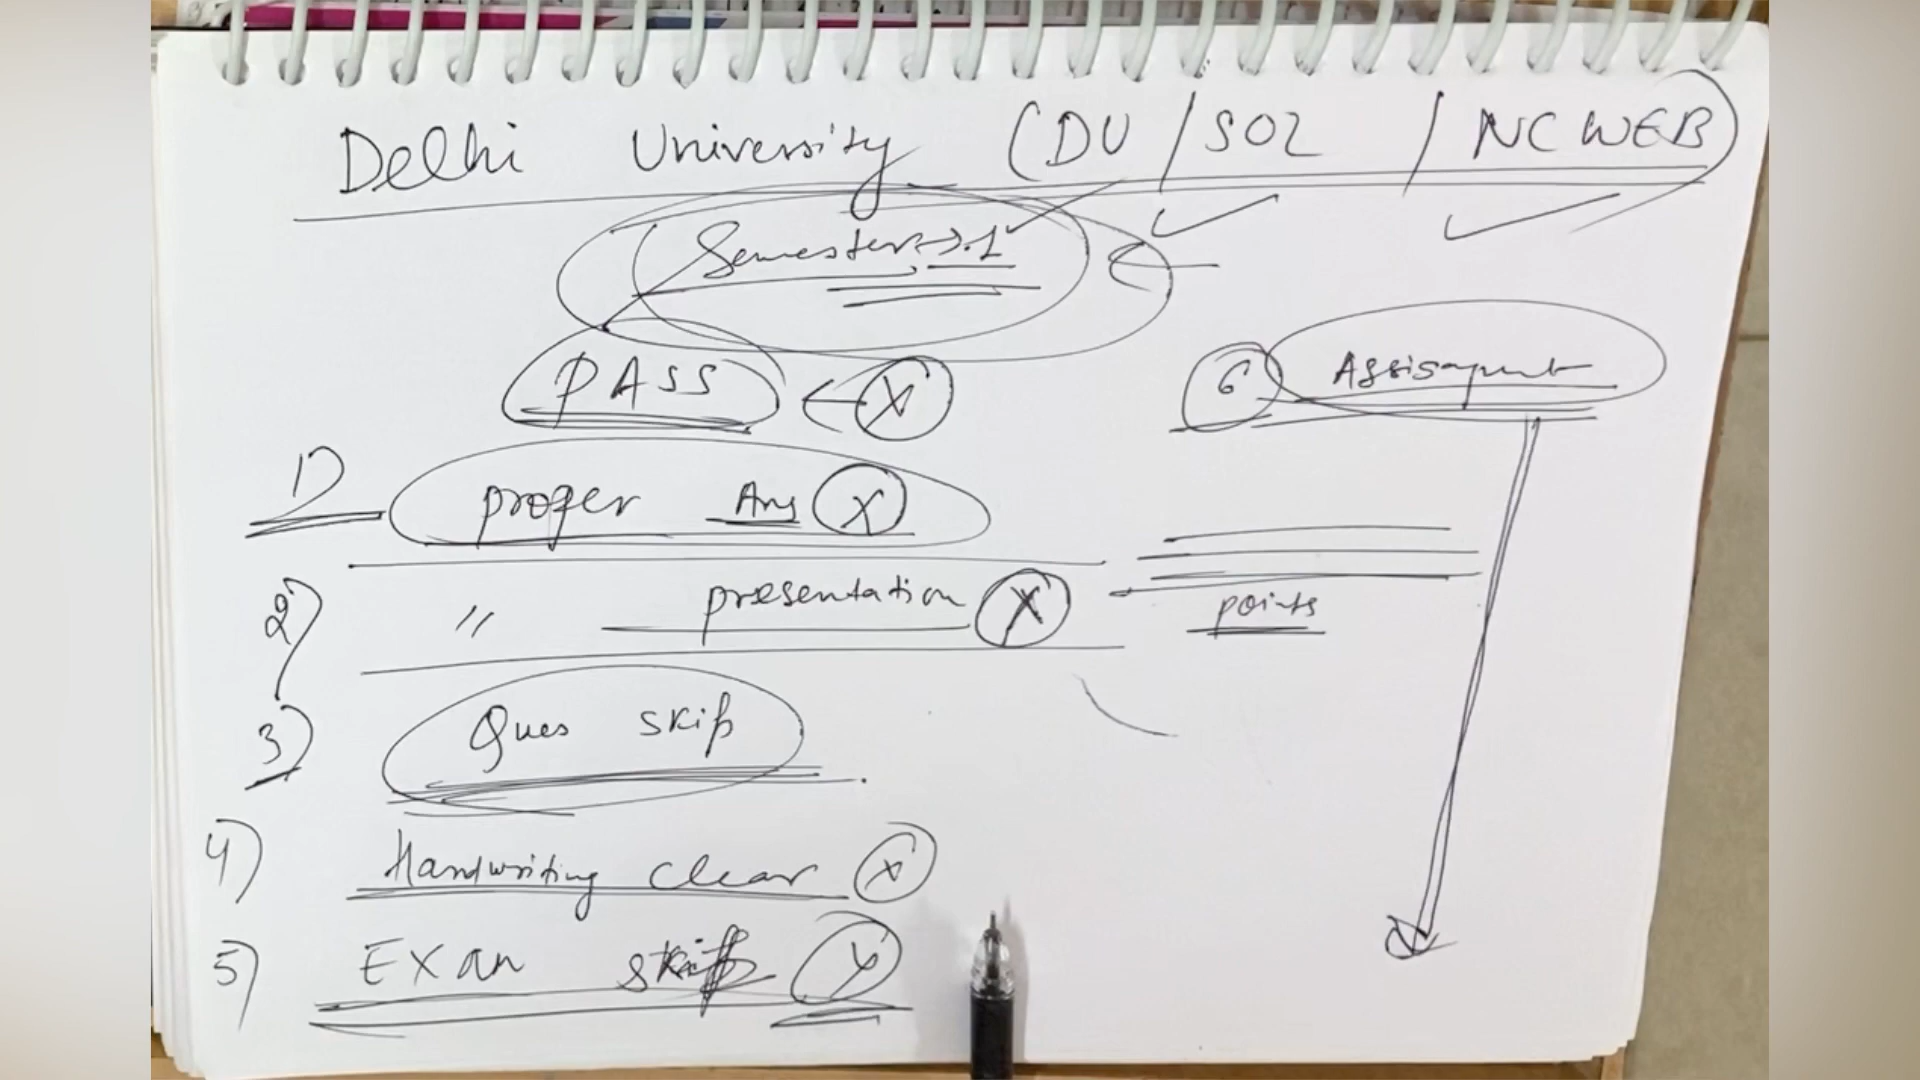 Delhi University (DU / SOL / NCWEB)
Semester → 1
PASS ← X
1) proper Ans X
2) " presentation X
points
3) Ques skip
4) Handwriting clear X
5) Exam skip X
6 Assignment